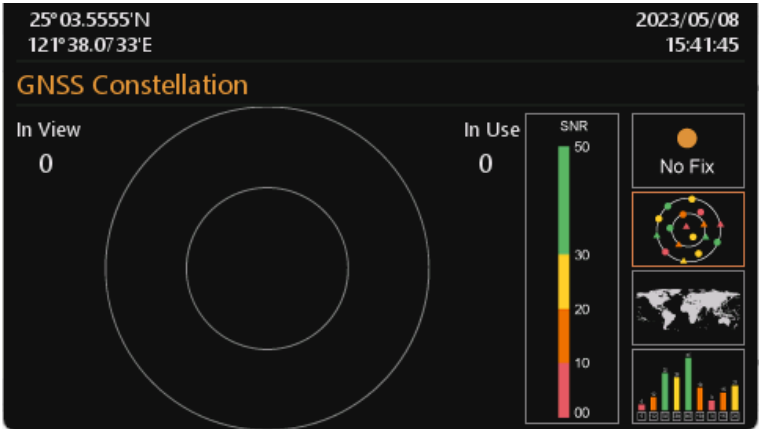 25° 03.5555'N
2023/05/08
121° 38.0733'E
15:41:45
GNSS Constellation
In View
0
In Use
0
SNR
50
30
20
10
00
No Fix